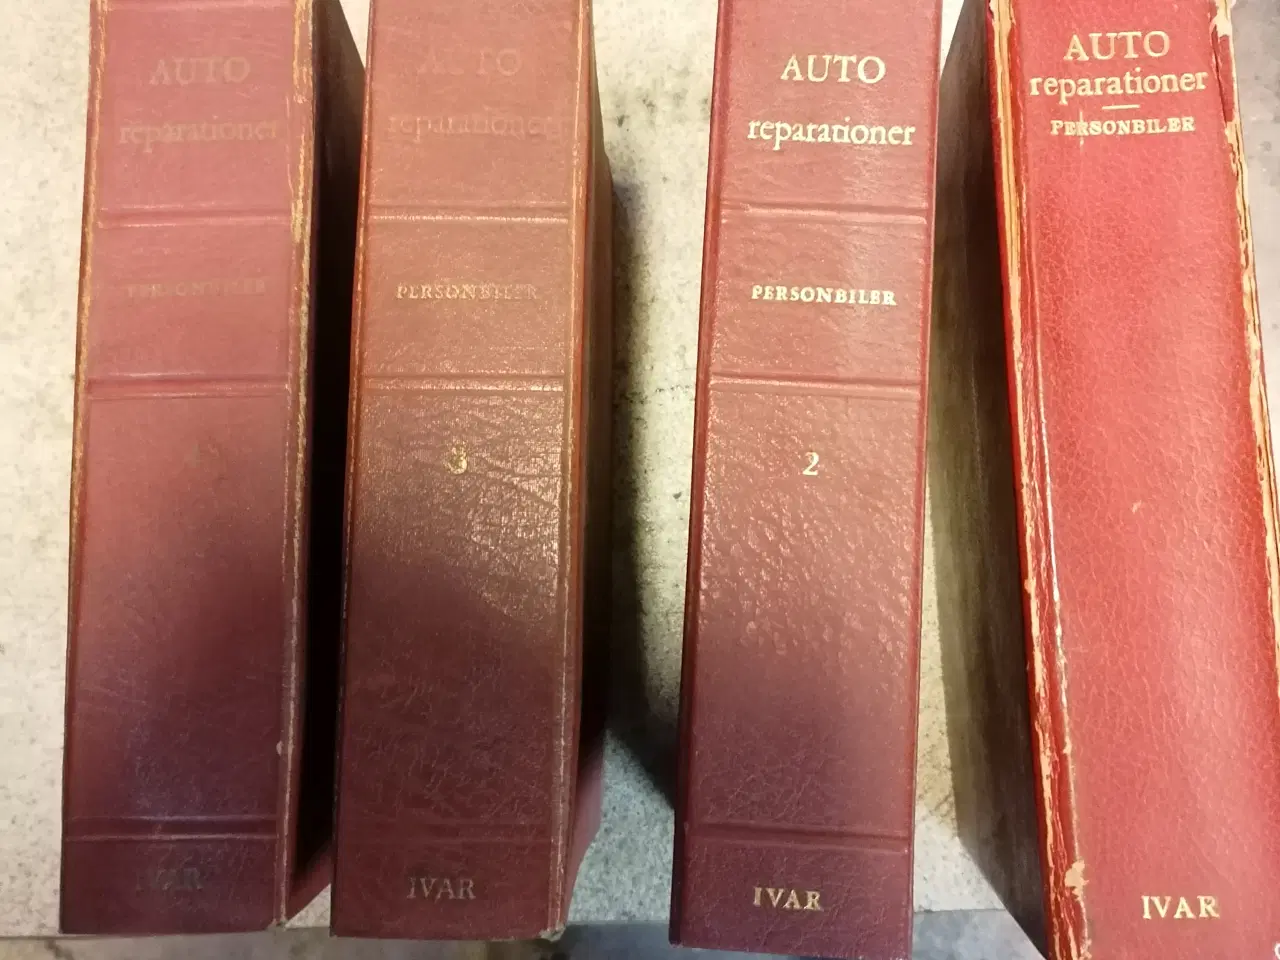 AUTO
reparationer
PERSONBILER
IVAR
AUTO
reparationer
PERSONBILER
3
IVAR
AUTO
reparationer
PERSONBILER
2
IVAR
AUTO
reparationer
PERSONBILER
IVAR